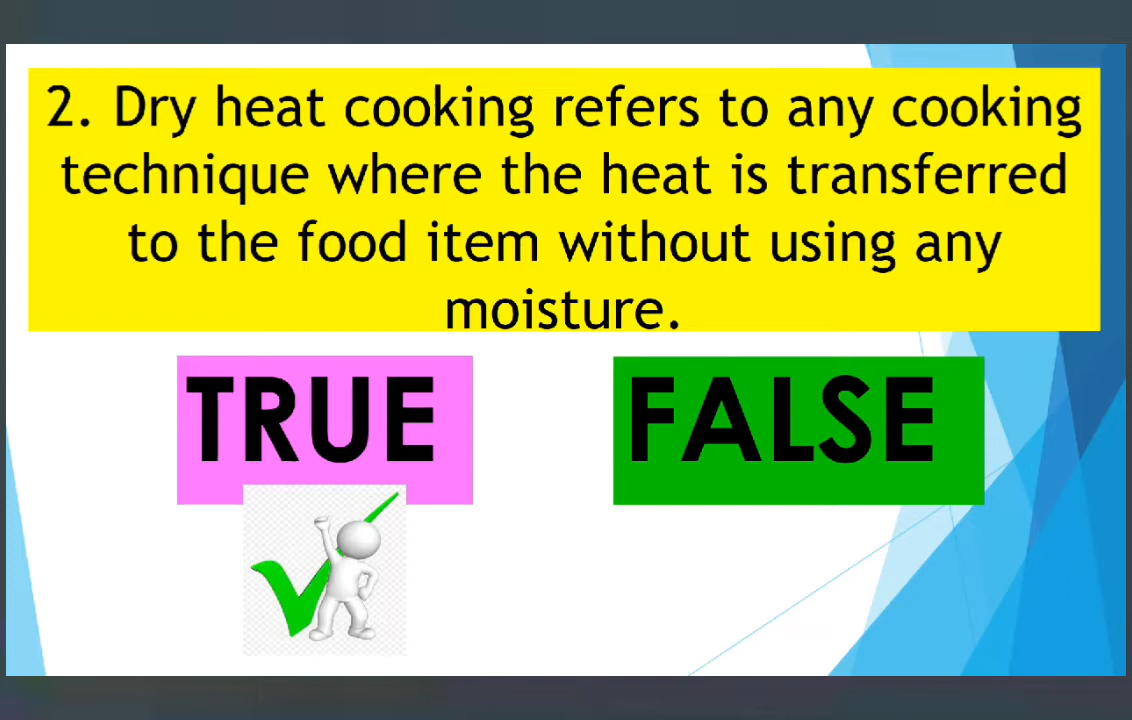 2. Dry heat cooking refers to any cooking
technique where the heat is transferred
to the food item without using any
moisture.
TRUE
FALSE